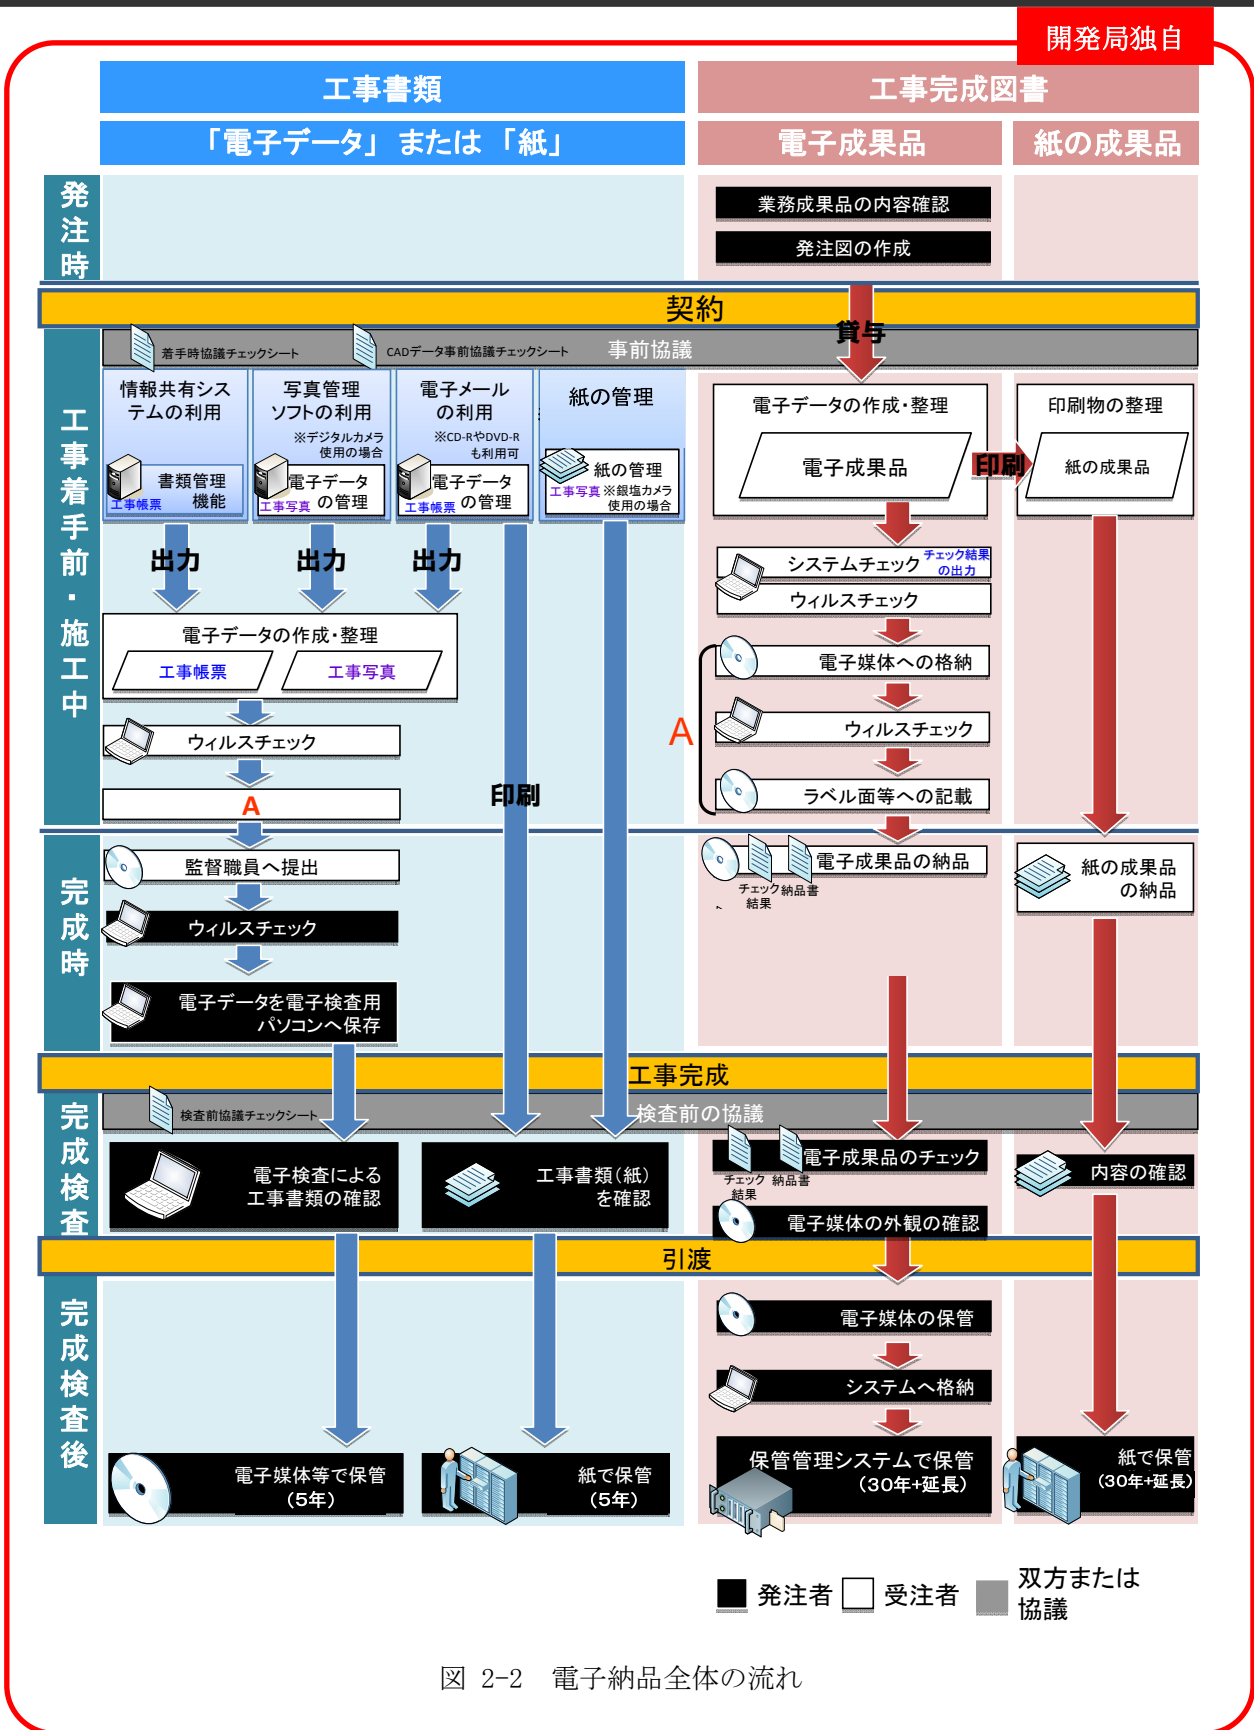 開発局独自
工事書類
工事完成図書
「電子データ」または「紙」
電子成果品
紙の成果品
発注時
業務成果品の内容確認
発注図の作成
契約
貸与
工事着手前・施工中
着手時協議チェックシート
CADデータ事前協議チェックシート
事前協議
情報共有シス
テムの利用
書類管理
機能
工事帳票
写真管理
ソフトの利用
※デジタルカメラ
使用の場合
電子データ
の管理
工事写真
電子メール
の利用
※CD-RやDVD-R
も利用可
電子データ
の管理
工事帳票
紙の管理
紙の管理
工事写真
※銀塩カメラ
使用の場合
電子データの作成・整理
電子成果品
印刷
印刷物の整理
紙の成果品
出力
出力
出力
システムチェック
チェック結果
の出力
ウィルスチェック
電子データの作成・整理
工事帳票
工事写真
電子媒体への格納
ウィルスチェック
A
ウィルスチェック
ラベル面等への記載
A
印刷
完成時
監督職員へ提出
ウィルスチェック
電子データを電子検査用
パソコンへ保存
電子成果品の納品
チェック
結果
納品書
紙の成果品
の納品
工事完成
完成検査
検査前協議チェックシート
検査前の協議
電子検査による
工事書類の確認
工事書類（紙）
を確認
電子成果品のチェック
チェック
結果
納品書
電子媒体の外観の確認
内容の確認
引渡
完成検査後
電子媒体の保管
システムへ格納
電子媒体等で保管
（5年）
紙で保管
（5年）
保管管理システムで保管
（30年+延長）
紙で保管
（30年+延長）
発注者
受注者
双方または
協議
図 2-2　電子納品全体の流れ